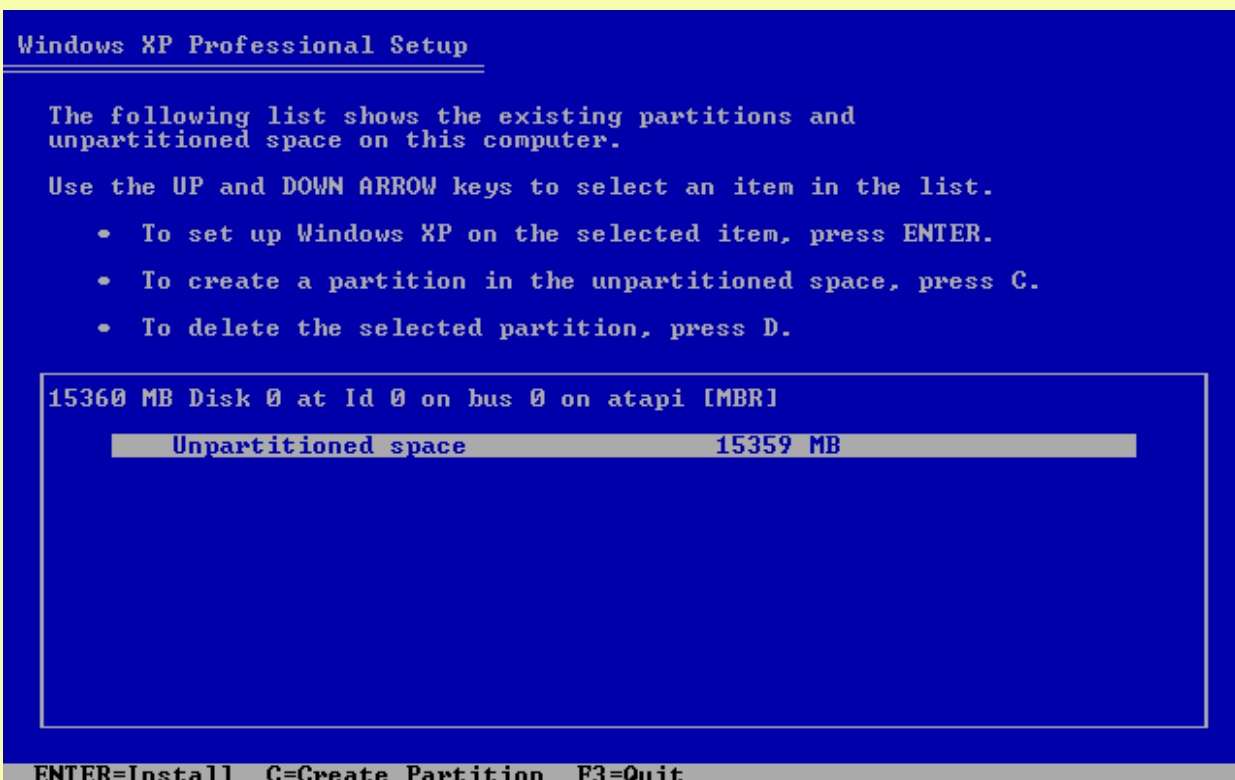 Windows XP Professional Setup
The following list shows the existing partitions and
unpartitioned space on this computer.
Use the UP and DOWN ARROW keys to select an item in the list.
• To set up Windows XP on the selected item, press ENTER.
• To create a partition in the unpartitioned space, press C.
• To delete the selected partition, press D.
15360 MB Disk 0 at Id 0 on bus 0 on atapi [MBR]
Unpartitioned space 15359 MB
ENTER=Install C=Create Partition F3=Quit